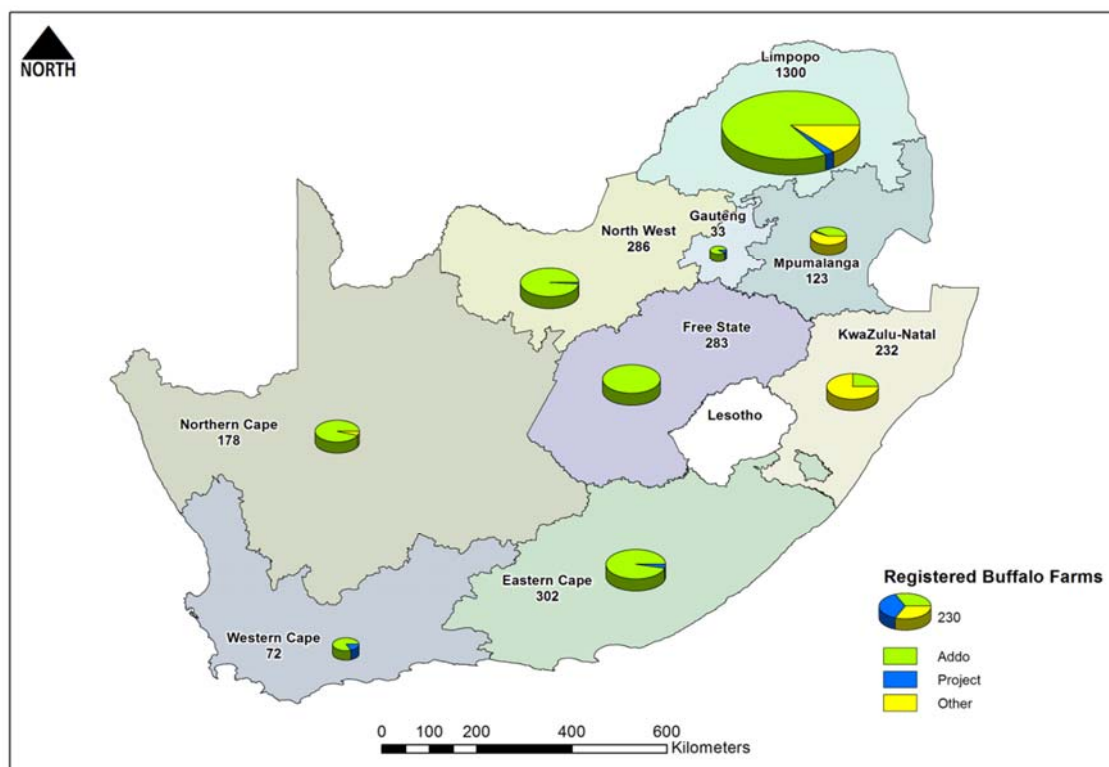 NORTH
Limpopo
1300
Gauteng
33
North West
286
Mpumalanga
123
Free State
283
KwaZulu-Natal
232
Lesotho
Northern Cape
178
Eastern Cape
302
Western Cape
72
Registered Buffalo Farms
230
Addo
Project
Other
0 100 200 400 600
Kilometers